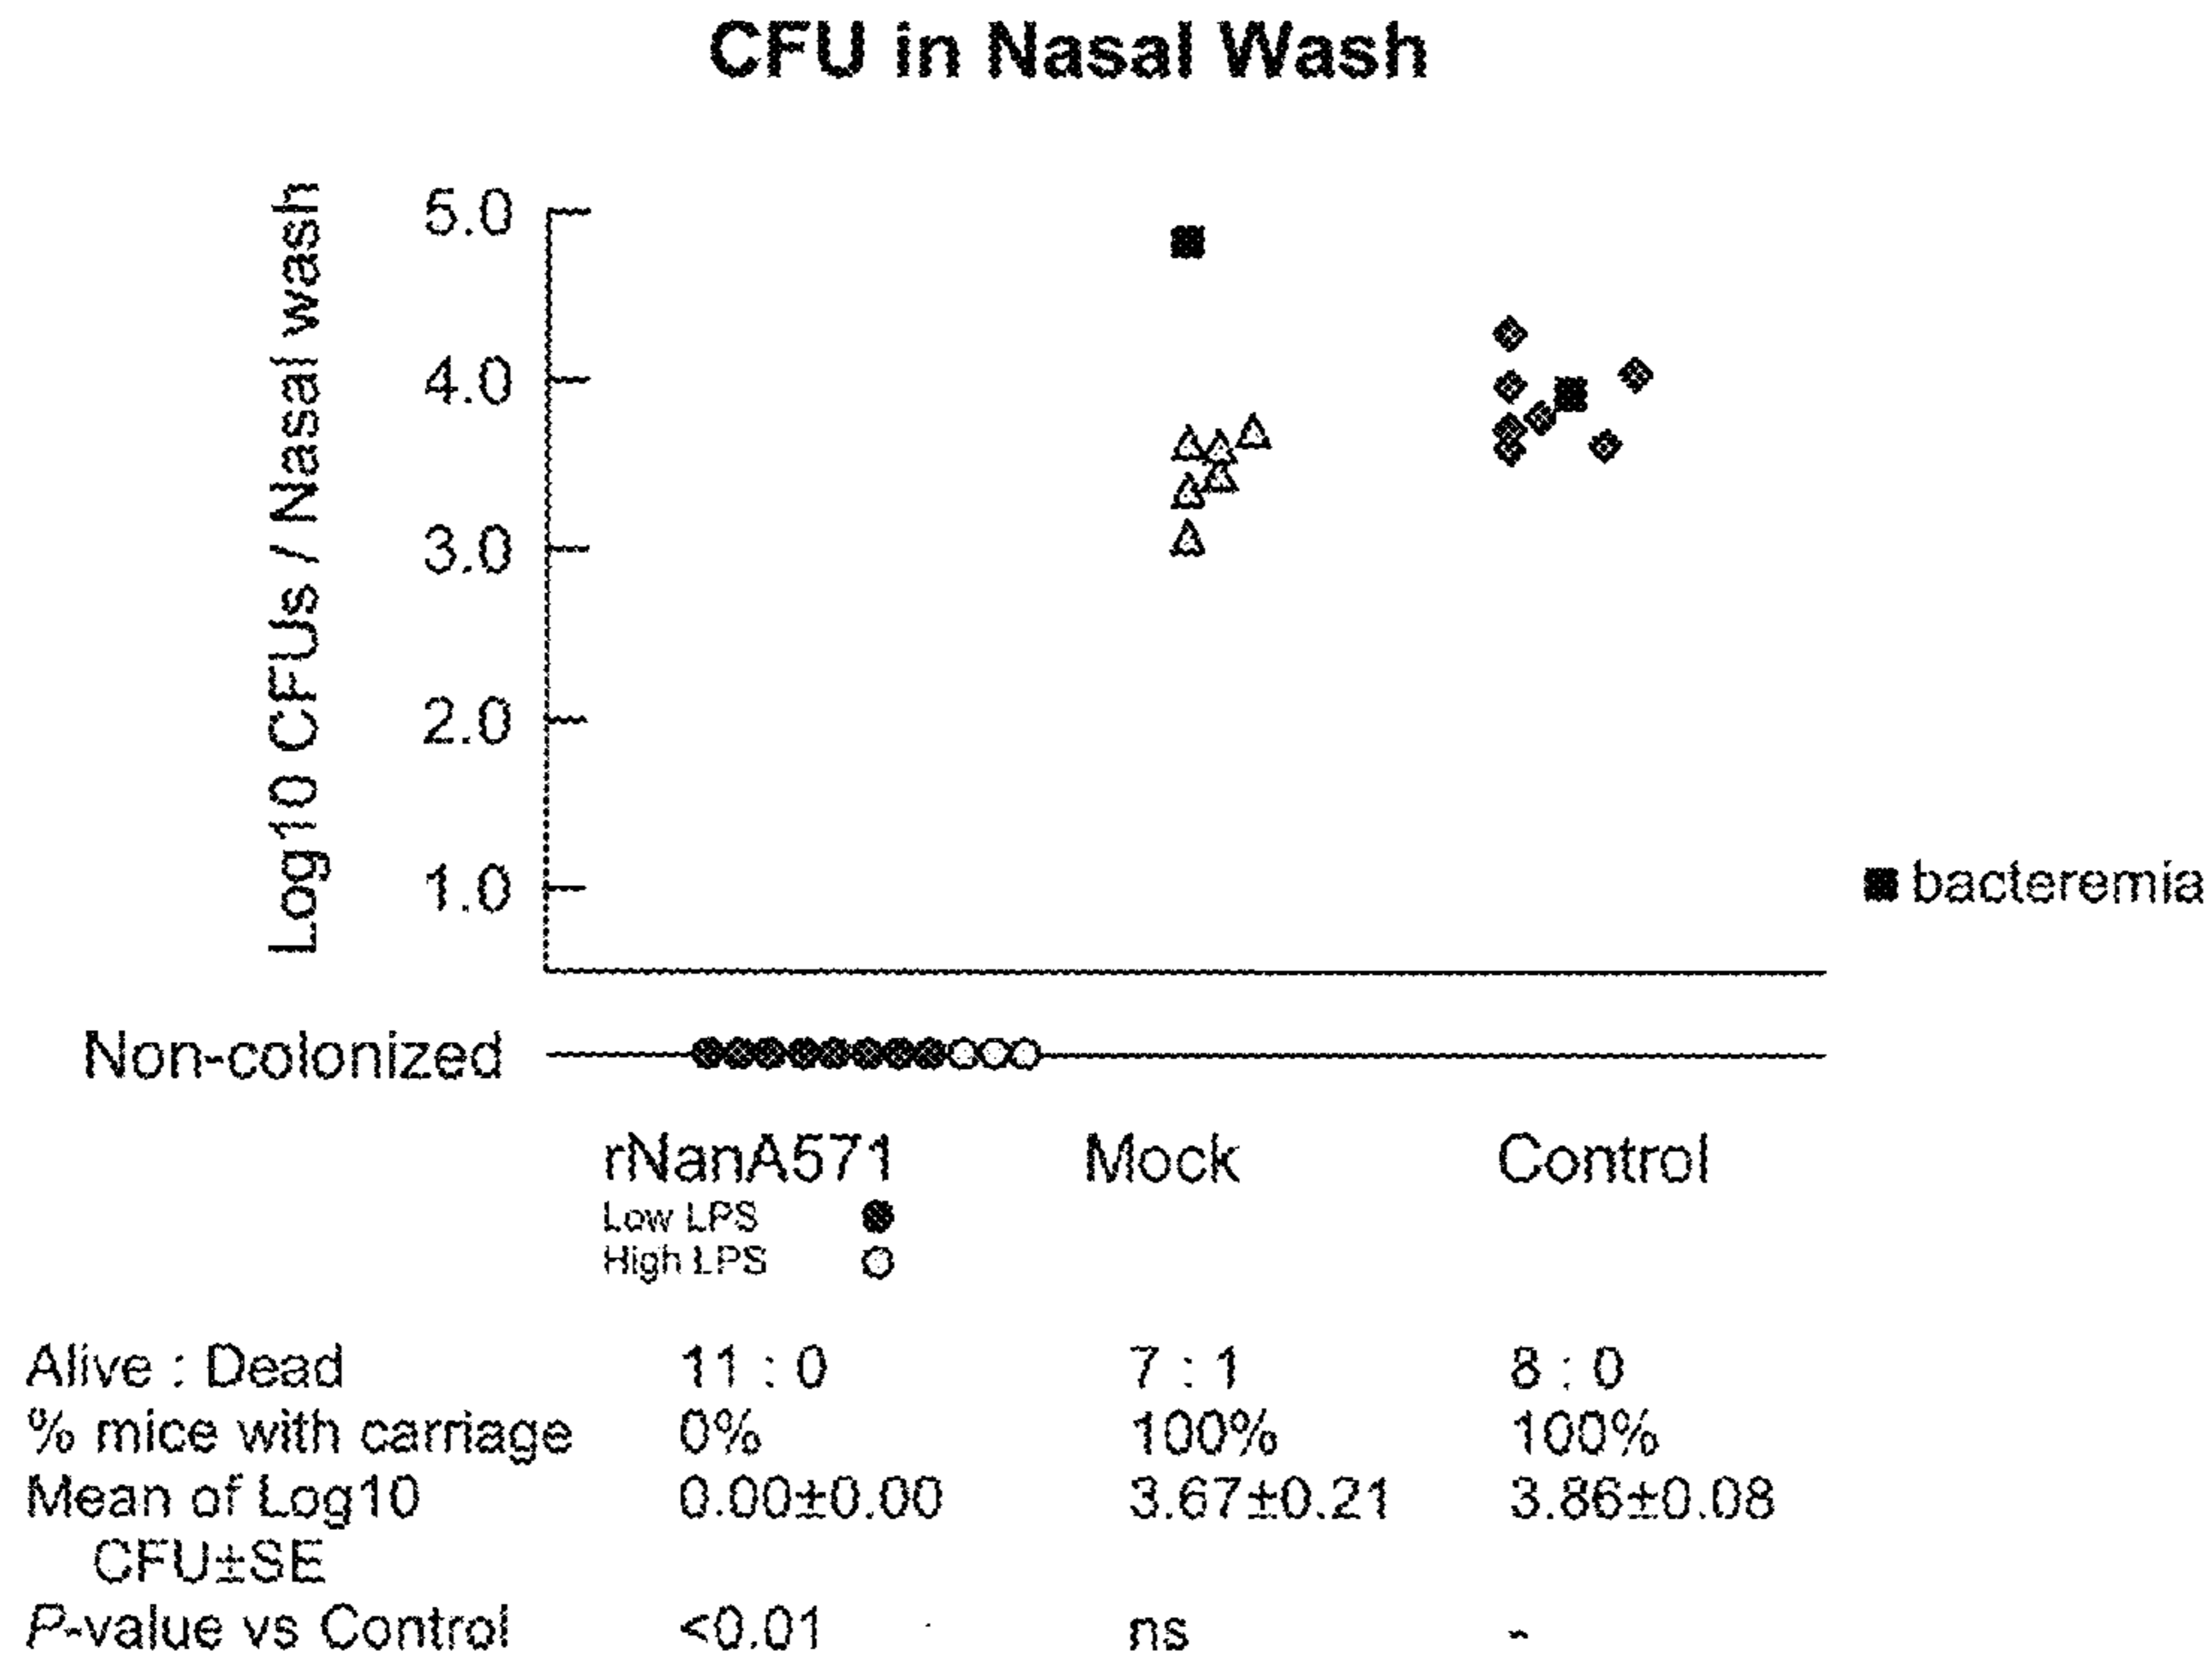 CFU in Nasal Wash
Log10 CFUs / Nasal wash
5.0
4.0
3.0
2.0
1.0
bacteremia
Non-colonized
rNanA571 Mock Control
Low LPS
High LPS
Alive : Dead 11 : 0 7 : 1 8 : 0
% mice with carriage 0% 100% 100%
Mean of Log10 0.00±0.00 3.67±0.21 3.86±0.08
CFU±SE
P-value vs Control <0.01 ns -